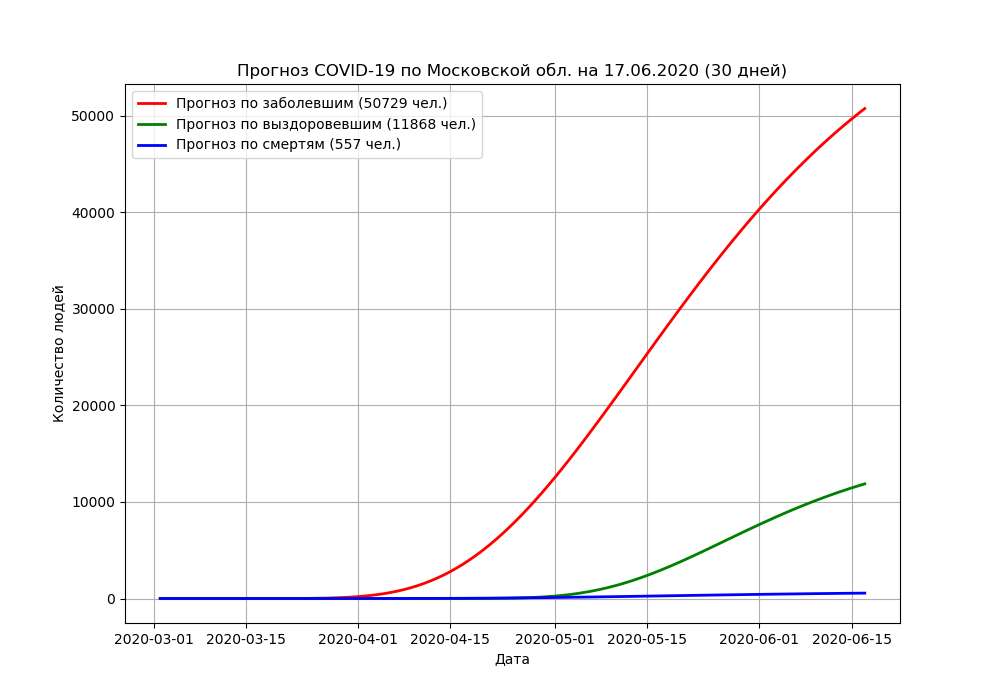 Прогноз COVID-19 по Московской обл. на 17.06.2020 (30 дней)
Прогноз по заболевшим (50729 чел.)
Прогноз по выздоровевшим (11868 чел.)
Прогноз по смертям (557 чел.)
50000
40000
30000
20000
10000
0
Количество людей
2020-03-01 2020-03-15 2020-04-01 2020-04-15 2020-05-01 2020-05-15 2020-06-01 2020-06-15
Дата